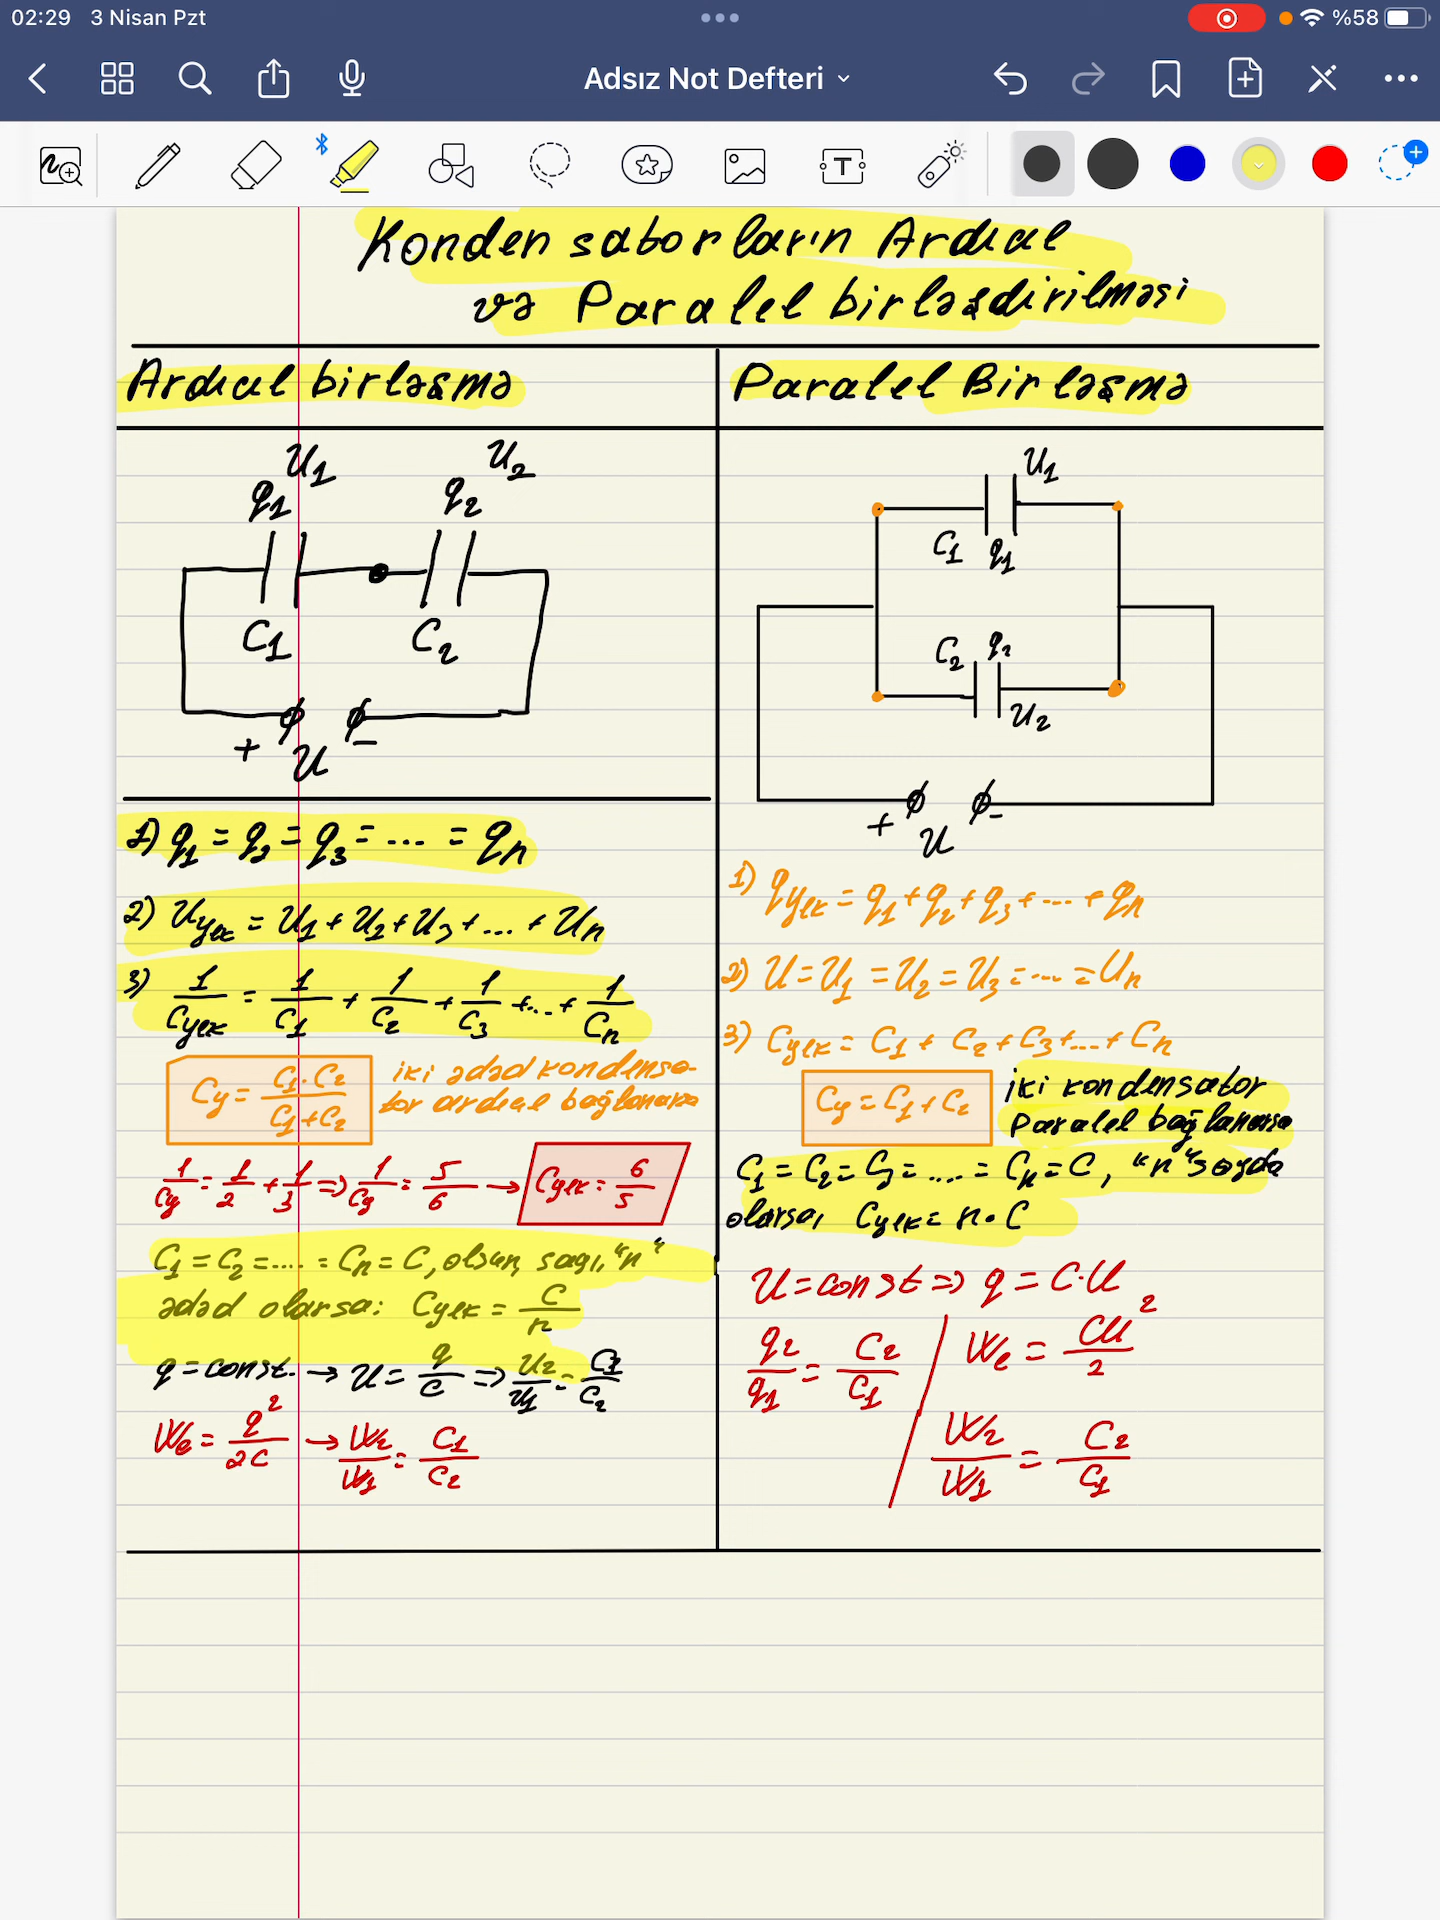 02:29 3 Nisan Pzt
%58
Adsız Not Defteri
Kondensatorların Ardıcıl
və Paralel birləşdirilməsi
Ardıcıl birləşmə
U₁ U₂
q₁ q₂
C₁ C₂
+ U −
1) q₁ = q₂ = q₃ = ... = qₙ
2) Uyek = U₁ + U₂ + U₃ + ... + Uₙ
3) 1/Cyek = 1/C₁ + 1/C₂ + 1/C₃ + ... + 1/Cₙ
Cy = C₁·C₂/C₁+C₂ iki ədəd kondensa-
tor ardıcıl bağlanarsa
1/Cy = 1/2 + 1/3 => 1/Cy = 5/6 → Cyek = 6/5
C₁ = C₂ = .... = Cₙ = C, olsun, sayı, "n"
ədəd olarsa: Cyek = C/n
q = const. → U = q/C => U₂/U₁ = C₁/C₂
We = q²/2C → W₂/W₁ = C₁/C₂
Paralel Birləşmə
U₁
C₁ q₁
C₂ q₂
U₂
+ U −
1) qyek = q₁ + q₂ + q₃ + ... + qₙ
2) U = U₁ = U₂ = U₃ = ... = Uₙ
3) Cyek = C₁ + C₂ + C₃ + ... + Cₙ
Cy = C₁ + C₂ iki kondensator
Paralel bağlanarsa
C₁ = C₂ = C₃ = .... = Cₙ = C, "n" sayda
olarsa, Cyek = n·C
U = const => q = C·U
q₂/q₁ = C₂/C₁ / We = CU²/2
W₂/W₁ = C₂/C₁